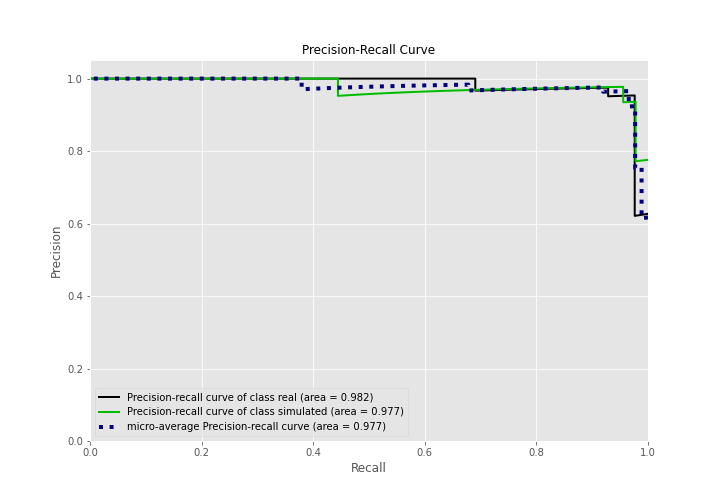 Precision-Recall Curve
1.0
0.8
0.6
0.4
0.2
0.0
Precision
Precision-recall curve of class real (area = 0.982)
Precision-recall curve of class simulated (area = 0.977)
micro-average Precision-recall curve (area = 0.977)
0.0 0.2 0.4 0.6 0.8 1.0
Recall